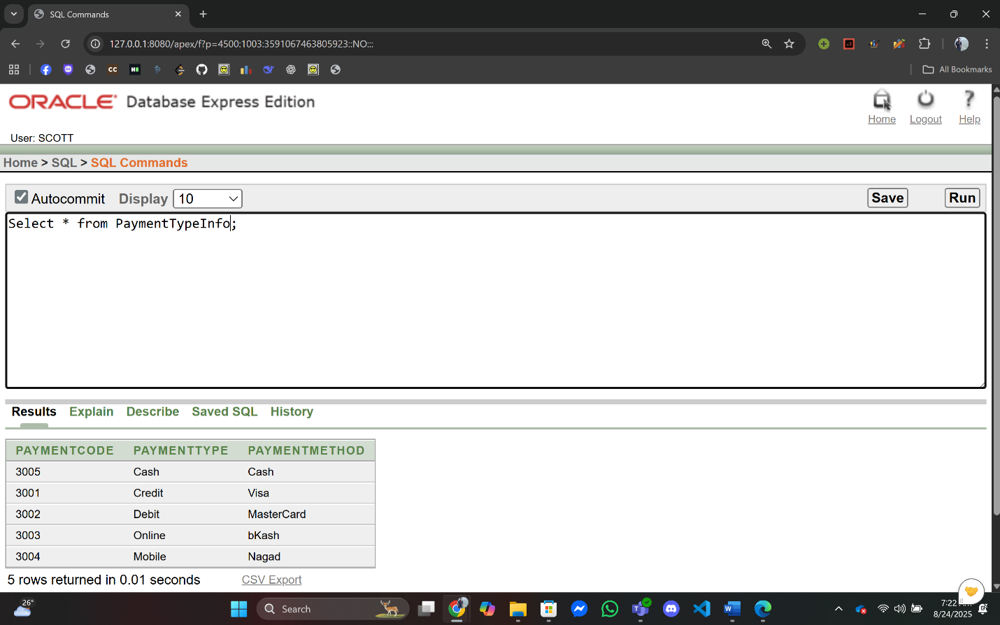 SQL Commands
127.0.0.1:8080/apex/f?p=4500:1003:3591067463805923::NO:::
All Bookmarks
ORACLE Database Express Edition
Home Logout Help
User: SCOTT
Home > SQL > SQL Commands
Autocommit Display 10 Save Run
Select * from PaymentTypeInfo;
Results Explain Describe Saved SQL History
PAYMENTCODE PAYMENTTYPE PAYMENTMETHOD
3005 Cash Cash
3001 Credit Visa
3002 Debit MasterCard
3003 Online bKash
3004 Mobile Nagad
5 rows returned in 0.01 seconds CSV Export
26°
Search
7:22
8/24/2025